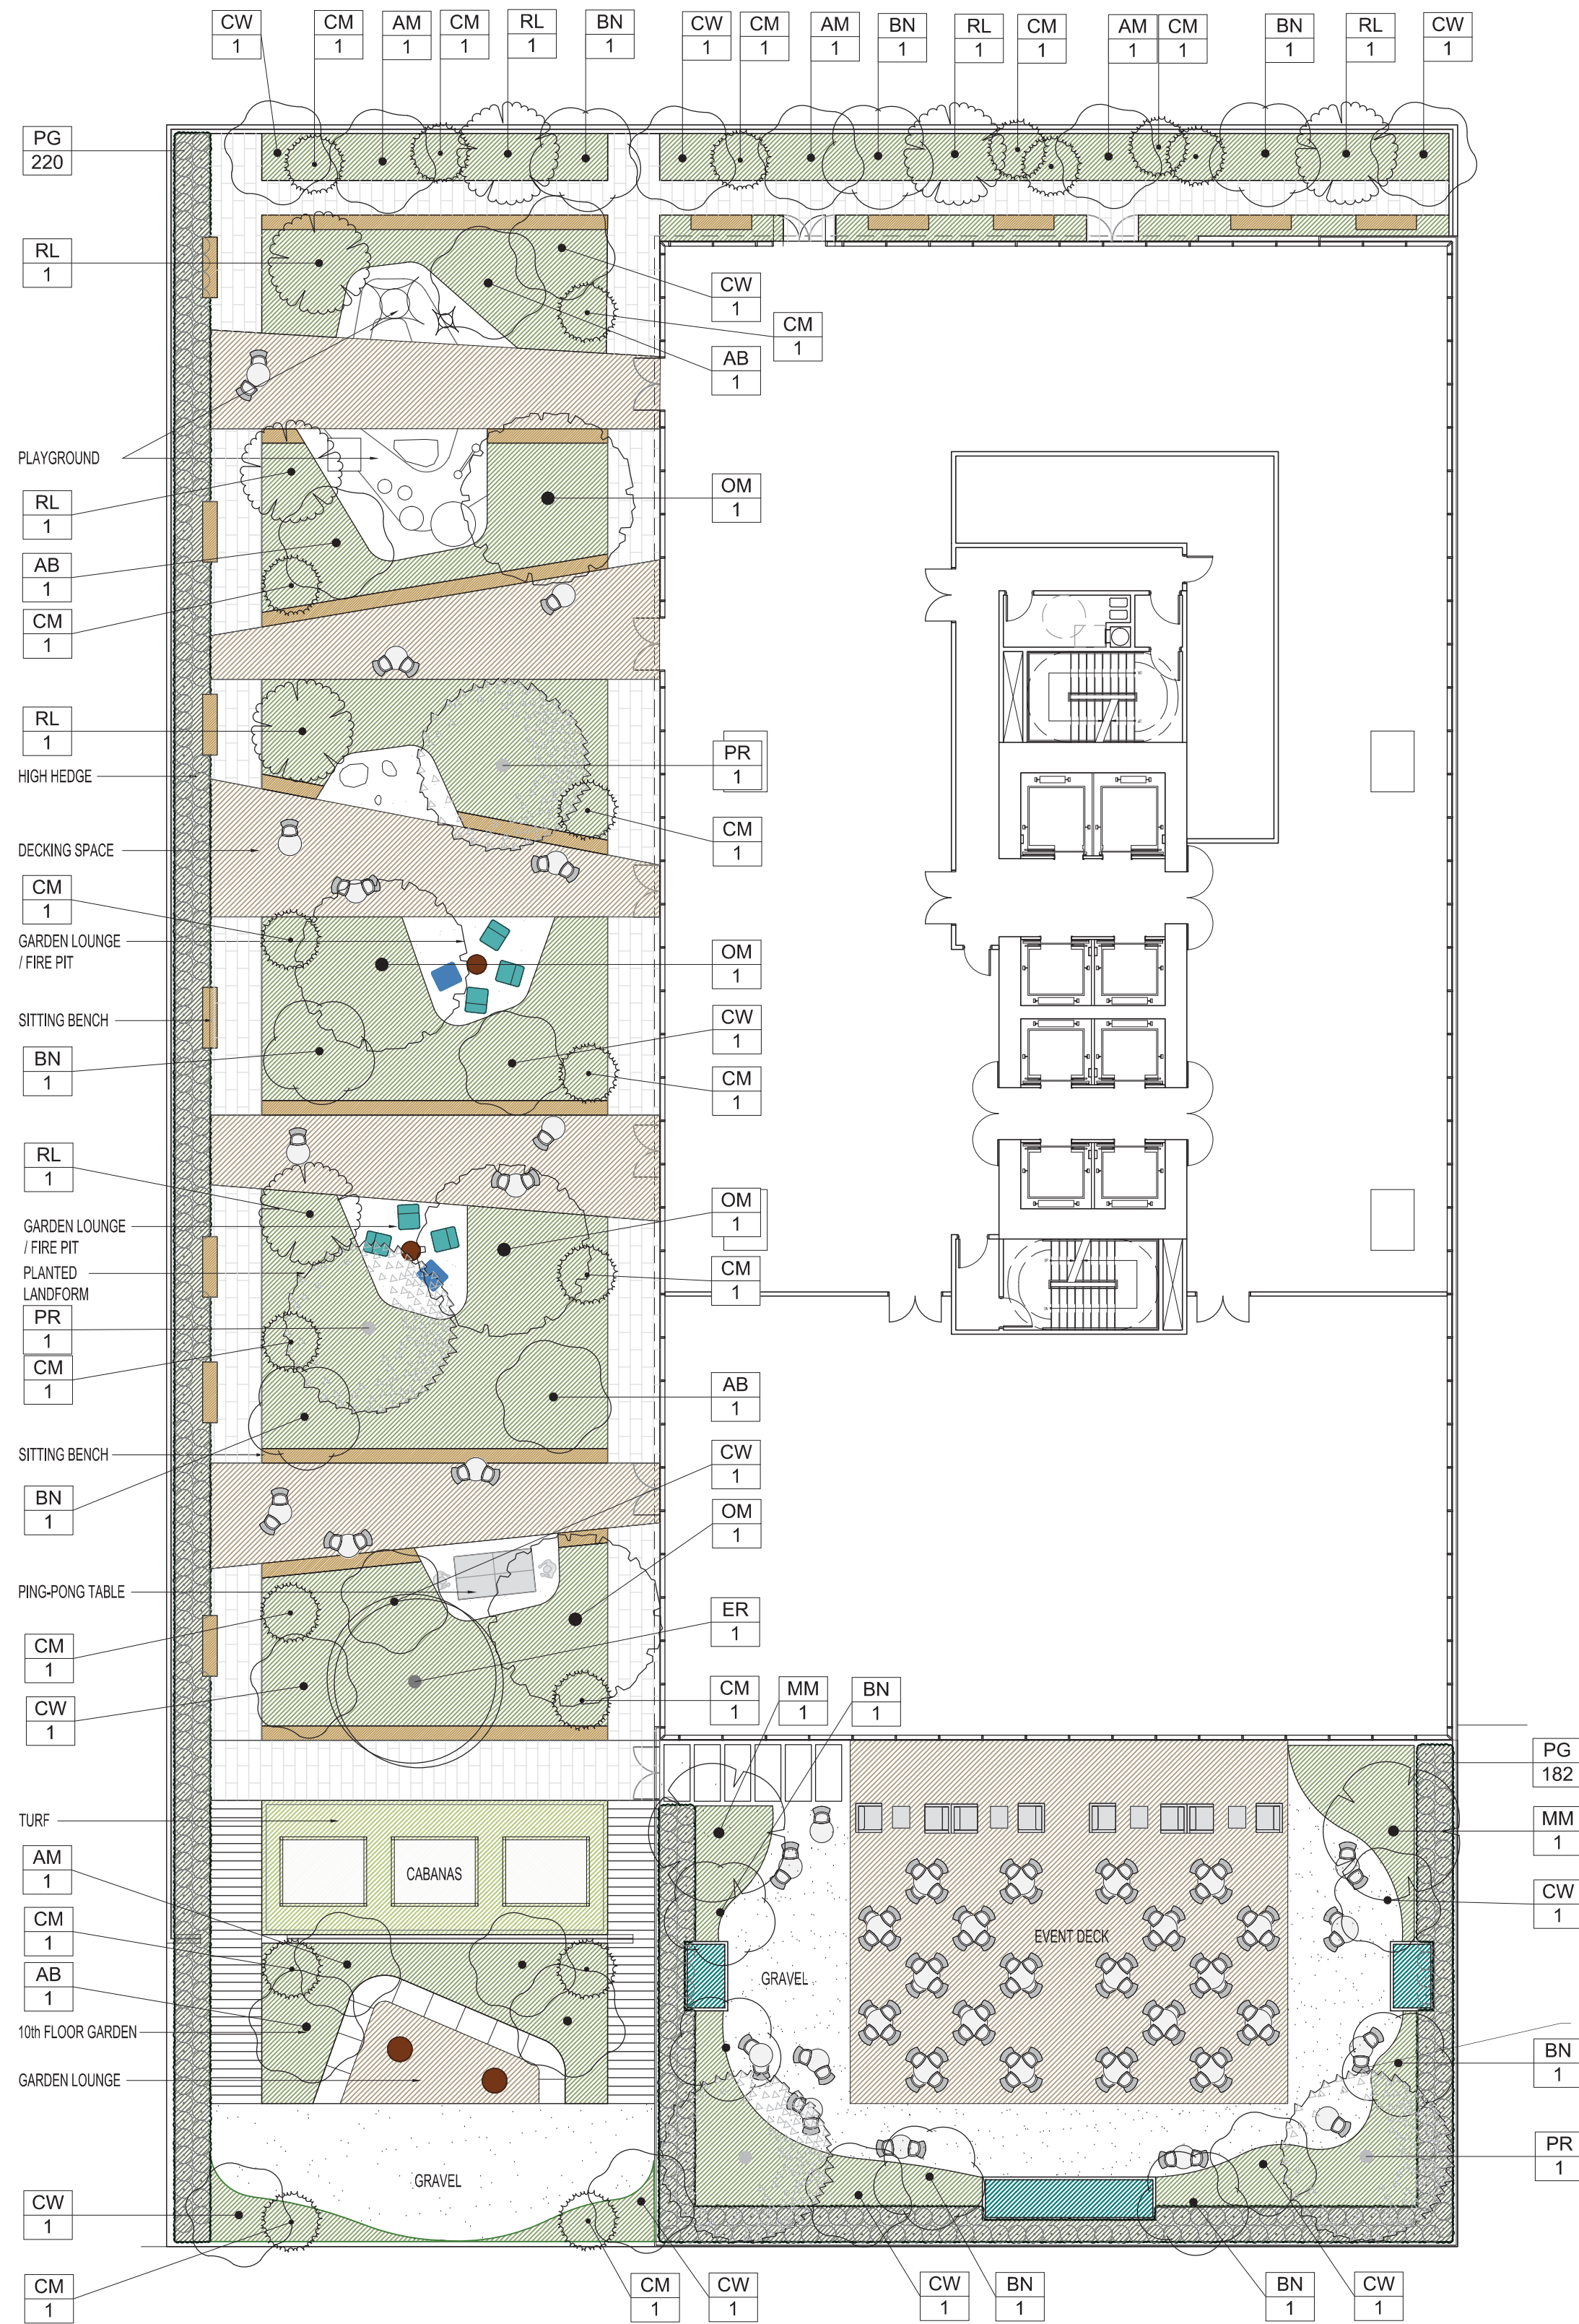 CW CM AM CM RL BN CW CM AM BN RL CM AM CM BN RL CW
1 1 1 1 1 1 1 1 1 1 1 1 1 1 1 1 1
PG
220
RL
1
CW
1
CM
1
AB
1
PLAYGROUND
RL
1
OM
1
AB
1
CM
1
RL
1
PR
1
HIGH HEDGE
CM
1
DECKING SPACE
CM
1
GARDEN LOUNGE
/ FIRE PIT
OM
1
SITTING BENCH
CW
1
BN
1
CM
1
RL
1
OM
1
GARDEN LOUNGE
/ FIRE PIT
CM
1
PLANTED
LANDFORM
PR
1
CM
1
AB
1
SITTING BENCH
CW
1
BN
1
OM
1
PING-PONG TABLE
ER
1
CM
1
CW
1
CM
1
MM
1
BN
1
PG
182
TURF
MM
1
AM
1
CABANAS
CW
1
CM
1
EVENT DECK
AB
1
GRAVEL
10th FLOOR GARDEN
BN
1
GARDEN LOUNGE
PR
1
GRAVEL
CW
1
CM
1
CM
1
CW
1
CW
1
BN
1
BN
1
CW
1